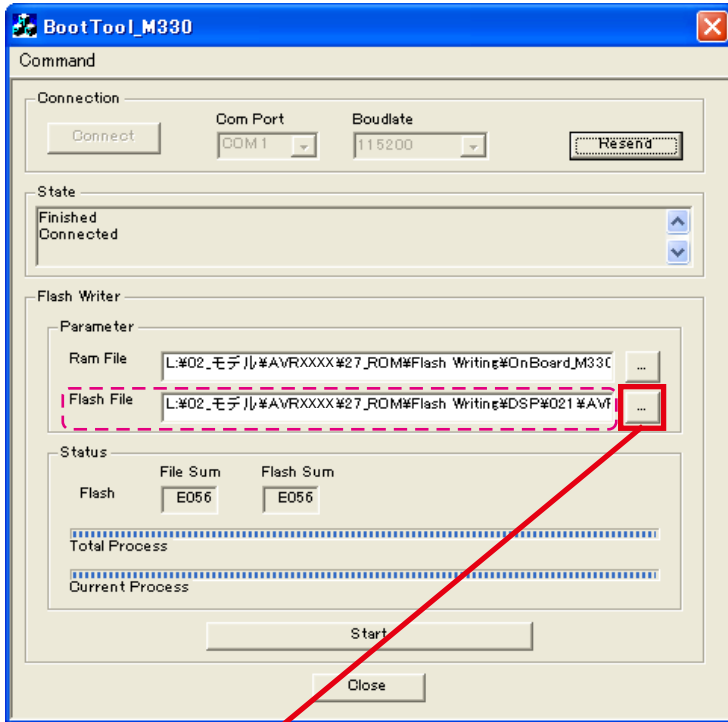 BootTool_M330
Command
Connection
Connect
Com Port
COM1
Boudlate
115200
Resend
State
Finished
Connected
Flash Writer
Parameter
Ram File
L:¥02_モデル¥AVRXXXX¥27_ROM¥Flash Writing¥OnBoard_M330
...
Flash File
L:¥02_モデル¥AVRXXXX¥27_ROM¥Flash Writing¥DSP¥021¥AVR
...
Status
File Sum
Flash Sum
Flash
E056
E056
Total Process
Current Process
Start
Close